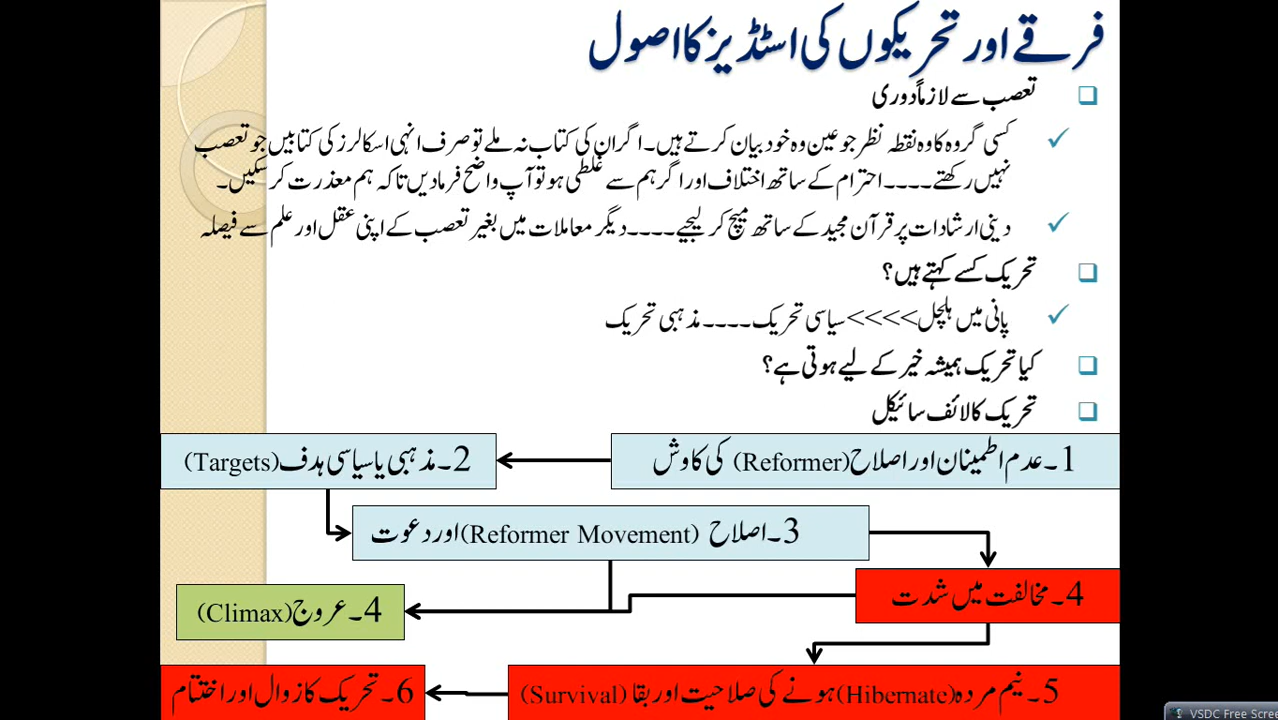 فرقے اور تحریکوں کی اسٹڈیز کا اصول
تعصب سے لازماً دوری
کسی گروہ کا وہ نقطہ نظر جو عین وہ خود بیان کرتے ہیں۔ اگر ان کی کتاب نہ ملے تو صرف انہی اسکالرز کی کتابیں جو تعصب
نہیں رکھتے۔۔۔۔ احترام کے ساتھ اختلاف اور اگر ہم سے غلطی ہو تو آپ واضح فرما دیں تاکہ ہم معذرت کر سکیں۔
دینی ارشادات پر قرآن مجید کے ساتھ میچ کر لیجیے۔۔۔۔ دیگر معاملات میں بغیر تعصب کے اپنی عقل اور علم سے فیصلہ
تحریک کسے کہتے ہیں؟
پانی میں ہلچل >>>> سیاسی تحریک۔۔۔۔ مذہبی تحریک
کیا تحریک ہمیشہ خیر کے لیے ہوتی ہے؟
تحریک کا لائف سائیکل
1۔ عدم اطمینان اور اصلاح (Reformer) کی کاوش
2۔ مذہبی یا سیاسی ہدف (Targets)
3۔ اصلاح (Reformer Movement) اور دعوت
4۔ مخالفت میں شدت
4۔ عروج (Climax)
5۔ نیم مردہ (Hibernate) ہونے کی صلاحیت اور بقا (Survival)
6۔ تحریک کا زوال اور اختتام
VSDC Free Scree